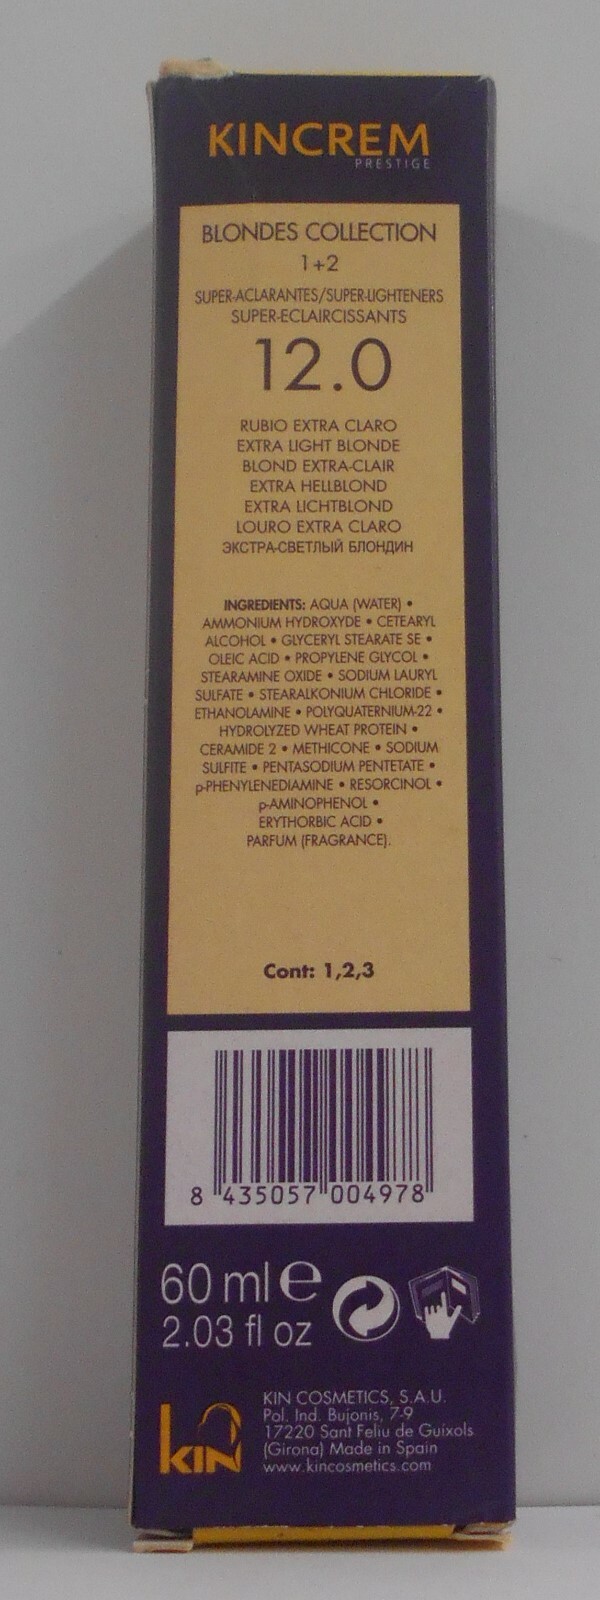 KINCREM
PRESTIGE
BLONDES COLLECTION
1+2
SUPER-ACLARANTES/SUPER-LIGHTENERS
SUPER-ECLAIRCISSANTS
12.0
RUBIO EXTRA CLARO
EXTRA LIGHT BLONDE
BLOND EXTRA-CLAIR
EXTRA HELLBLOND
EXTRA LICHTBLOND
LOURO EXTRA CLARO
ЭКСТРА-СВЕТЛЫЙ БЛОНДИН
INGREDIENTS: AQUA (WATER) •
AMMONIUM HYDROXYDE • CETEARYL
ALCOHOL • GLYCERYL STEARATE SE •
OLEIC ACID • PROPYLENE GLYCOL •
STEARAMINE OXIDE • SODIUM LAURYL
SULFATE • STEARALKONIUM CHLORIDE •
ETHANOLAMINE • POLYQUATERNIUM-22 •
HYDROLYZED WHEAT PROTEIN •
CERAMIDE 2 • METHICONE • SODIUM
SULFITE • PENTASODIUM PENTETATE •
p-PHENYLENEDIAMINE • RESORCINOL •
p-AMINOPHENOL •
ERYTHORBIC ACID •
PARFUM (FRAGRANCE).
Cont: 1,2,3
8 435057 004978
60 ml e
2.03 fl oz
KIN
KIN COSMETICS, S.A.U.
Pol. Ind. Bujonis, 7-9
17220 Sant Feliu de Guixols
(Girona) Made in Spain
www.kincosmetics.com